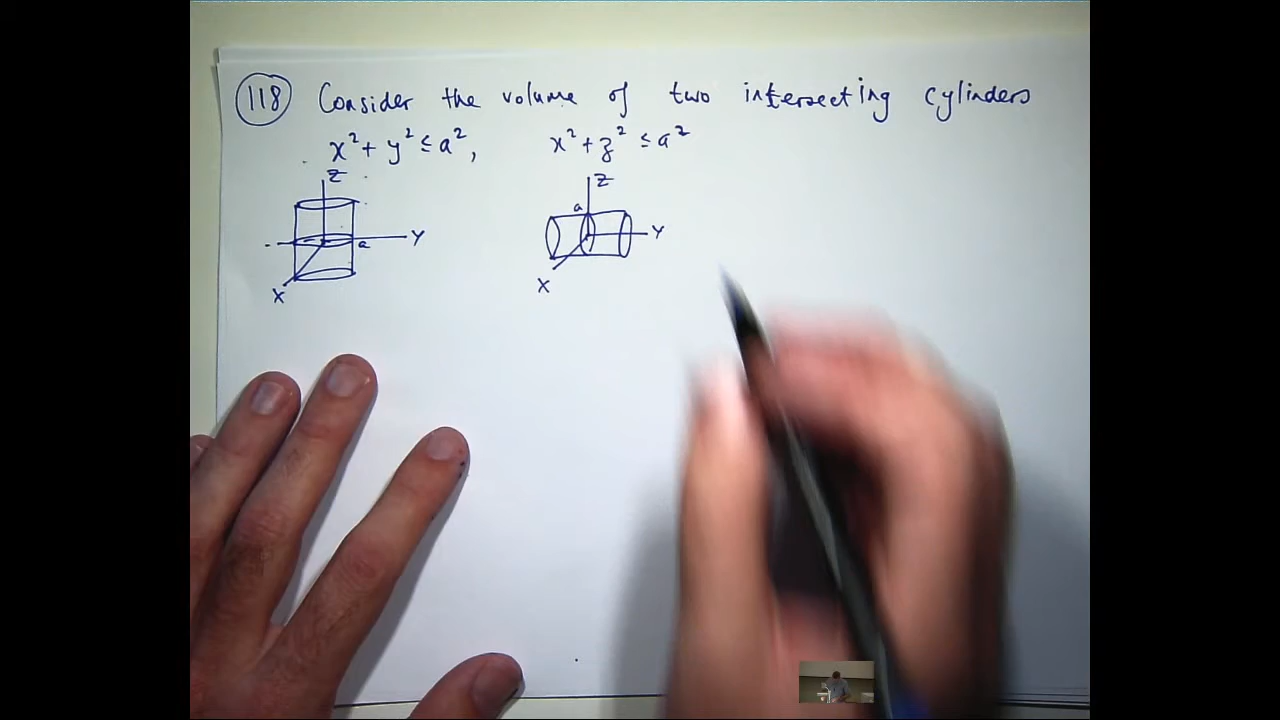 118 Consider the volume of two intersecting cylinders
x² + y² ≤ a², x² + z² ≤ a²
Z Z
a
Y Y
a
X X